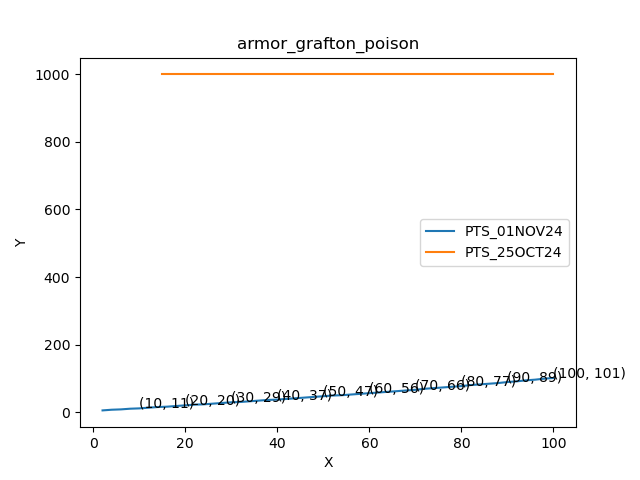 armor_grafton_poison
1000
800
600
400
200
0
Y
PTS_01NOV24
PTS_25OCT24
(10, 11)
(20, 20)
(30, 29)
(40, 37)
(50, 47)
(60, 56)
(70, 66)
(80, 77)
(90, 89)
(100, 101)
0 20 40 60 80 100
X